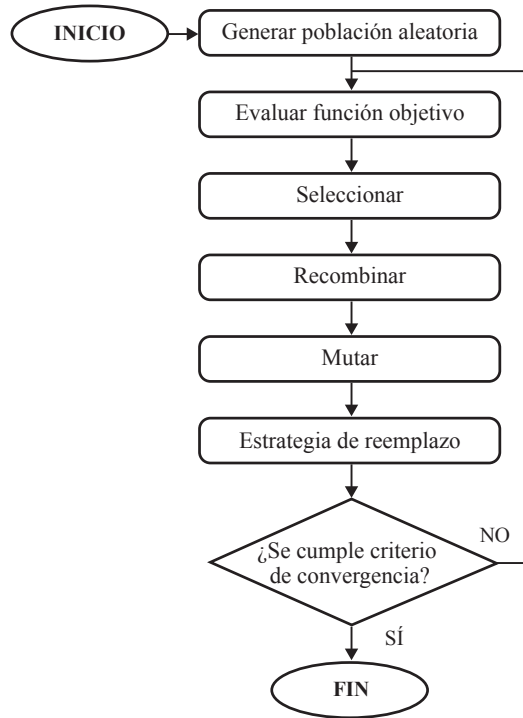 INICIO
Generar población aleatoria
Evaluar función objetivo
Seleccionar
Recombinar
Mutar
Estrategia de reemplazo
¿Se cumple criterio
de convergencia?
NO
SÍ
FIN